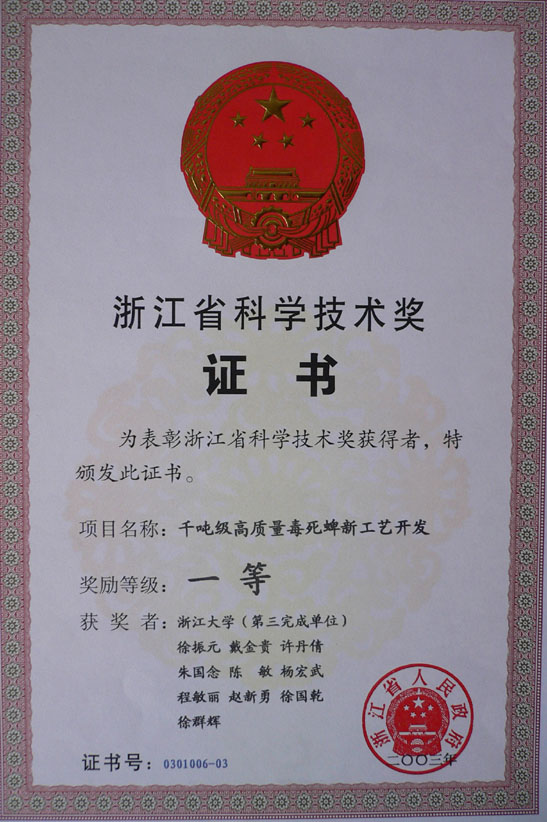 浙江省科学技术奖
证书
为表彰浙江省科学技术奖获得者，特
颁发此证书。
项目名称：千吨级高质量毒死蜱新工艺开发
奖励等级：一等
获奖者：浙江大学（第三完成单位）
徐振元 戴金贵 许丹倩
朱国念 陈敏 杨宏武
程敏丽 赵新勇 徐国乾
徐群辉
浙江省人民政府
二〇〇三年
证书号：0301006-03